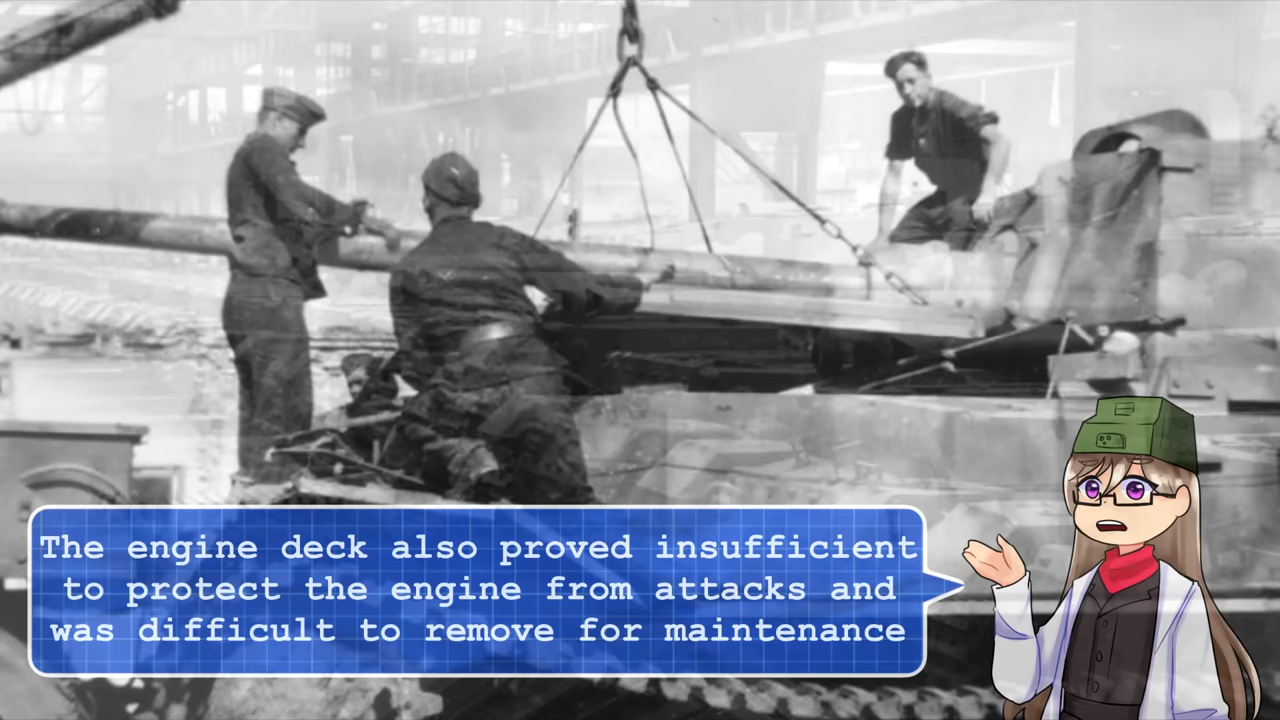 The engine deck also proved insufficient
to protect the engine from attacks and
was difficult to remove for maintenance